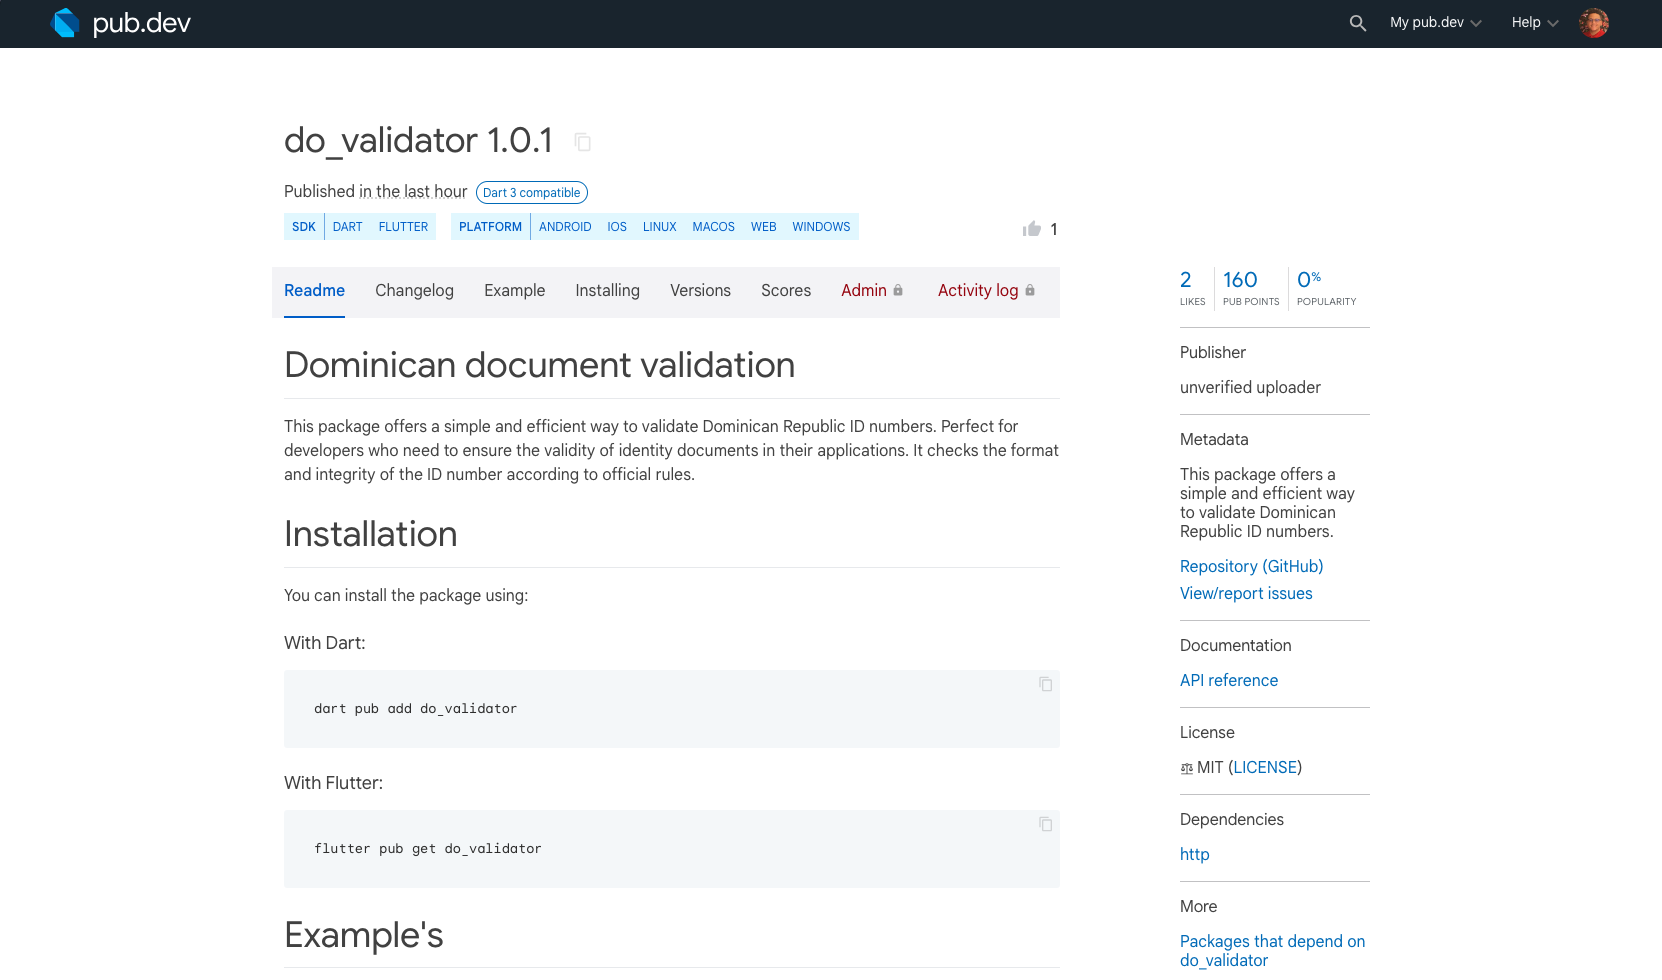 pub.dev
My pub.dev
Help
do_validator 1.0.1
Published in the last hour
Dart 3 compatible
SDK DART FLUTTER
PLATFORM ANDROID IOS LINUX MACOS WEB WINDOWS
1
Readme Changelog Example Installing Versions Scores Admin Activity log
Dominican document validation
This package offers a simple and efficient way to validate Dominican Republic ID numbers. Perfect for
developers who need to ensure the validity of identity documents in their applications. It checks the format
and integrity of the ID number according to official rules.
Installation
You can install the package using:
With Dart:
dart pub add do_validator
With Flutter:
flutter pub get do_validator
Example's
2 160 0%
LIKES PUB POINTS POPULARITY
Publisher
unverified uploader
Metadata
This package offers a
simple and efficient way
to validate Dominican
Republic ID numbers.
Repository (GitHub)
View/report issues
Documentation
API reference
License
MIT (LICENSE)
Dependencies
http
More
Packages that depend on
do_validator